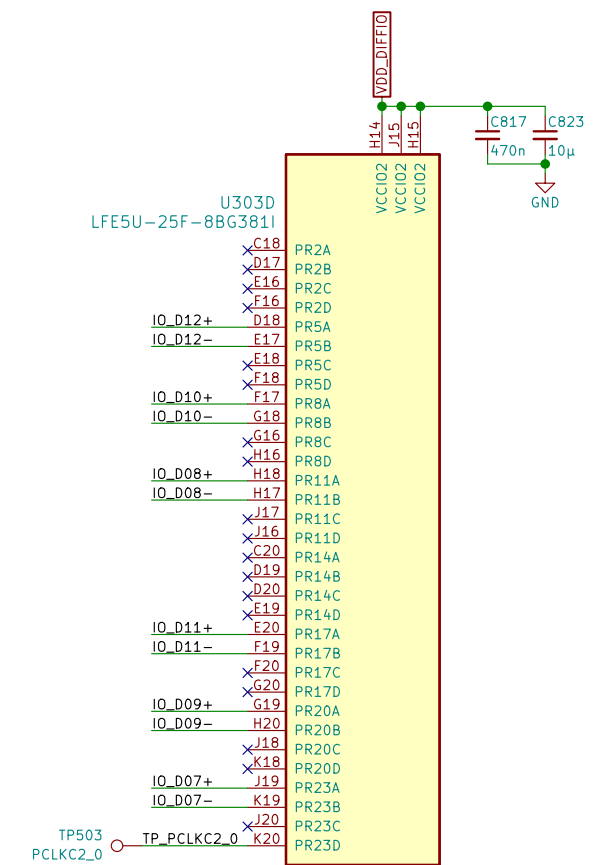 VDD_DIFFIO
H14
J15
H15
C817
470n
C823
10µ
GND
VCCIO2
VCCIO2
VCCIO2
U303D
LFE5U-25F-8BG381I
C18 PR2A
D17 PR2B
E16 PR2C
F16 PR2D
IO_D12+ D18 PR5A
IO_D12- E17 PR5B
E18 PR5C
F18 PR5D
IO_D10+ F17 PR8A
IO_D10- G18 PR8B
G16 PR8C
H16 PR8D
IO_D08+ H18 PR11A
IO_D08- H17 PR11B
J17 PR11C
J16 PR11D
C20 PR14A
D19 PR14B
D20 PR14C
E19 PR14D
IO_D11+ E20 PR17A
IO_D11- F19 PR17B
F20 PR17C
G20 PR17D
IO_D09+ G19 PR20A
IO_D09- H20 PR20B
J18 PR20C
K18 PR20D
IO_D07+ J19 PR23A
IO_D07- K19 PR23B
J20 PR23C
TP503
TP_PCLKC2_0 K20 PR23D
PCLKC2_0